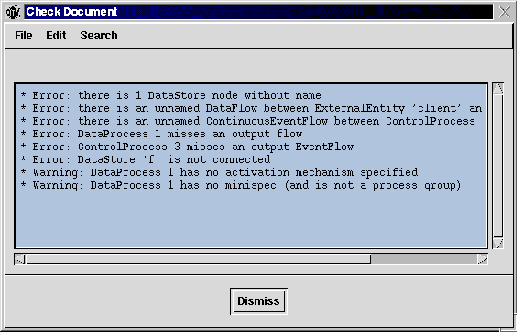 Check Document
File Edit Search
* Error: there is 1 DataStore node without name
* Error: there is an unnamed DataFlow between ExternalEntity 'client' an
* Error: there is an unnamed ContinuousEventFlow between ControlProcess
* Error: DataProcess 1 misses an output flow
* Error: ControlProcess 3 misses an output EventFlow
* Error: DataStore 'f' is not connected
* Warning: DataProcess 1 has no activation mechanism specified
* Warning: DataProcess 1 has no minispec (and is not a process group)
Dismiss